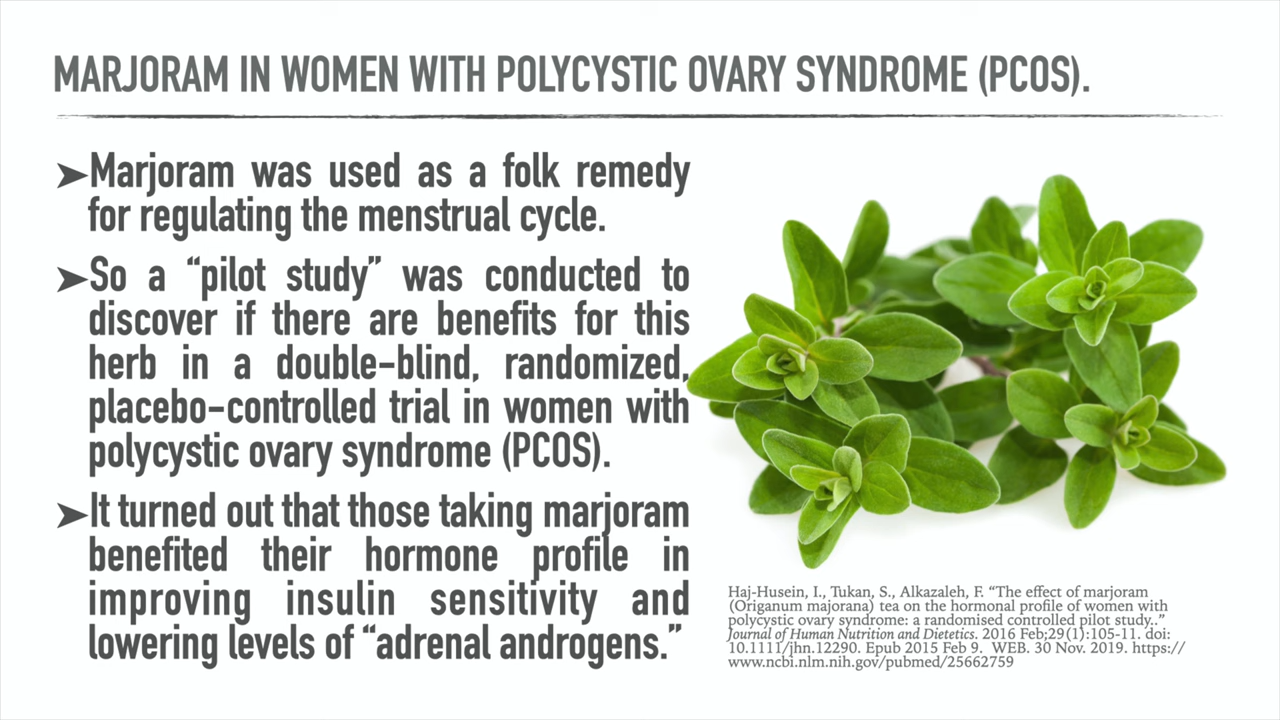 MARJORAM IN WOMEN WITH POLYCYSTIC OVARY SYNDROME (PCOS).
➤Marjoram was used as a folk remedy
for regulating the menstrual cycle.
➤So a “pilot study” was conducted to
discover if there are benefits for this
herb in a double-blind, randomized,
placebo-controlled trial in women with
polycystic ovary syndrome (PCOS).
➤It turned out that those taking marjoram
benefited their hormone profile in
improving insulin sensitivity and
lowering levels of “adrenal androgens.”
Haj-Husein, I., Tukan, S., Alkazaleh, F. “The effect of marjoram
(Origanum majorana) tea on the hormonal profile of women with
polycystic ovary syndrome: a randomised controlled pilot study..”
Journal of Human Nutrition and Dietetics. 2016 Feb;29(1):105-11. doi:
10.1111/jhn.12290. Epub 2015 Feb 9. WEB. 30 Nov. 2019. https://
www.ncbi.nlm.nih.gov/pubmed/25662759